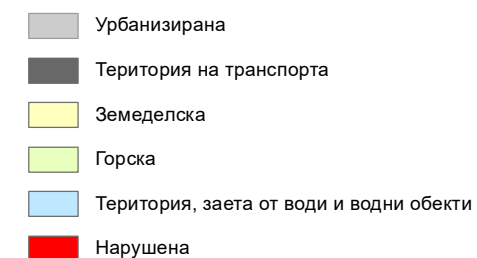 Урбанизирана
Територия на транспорта
Земеделска
Горска
Територия, заета от води и водни обекти
Нарушена